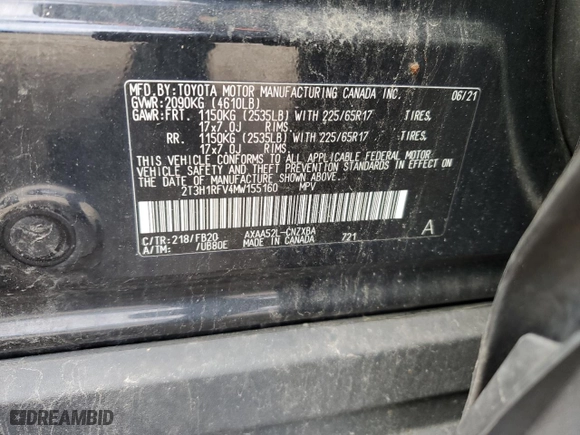 MFD.BY:TOYOTA MOTOR MANUFACTURING CANADA INC. 06/21
GVWR:2090KG (4610LB)
GAWR:FRT. 1150KG (2535LB) WITH 225/65R17 TIRES,
17x7.0J RIMS.
RR. 1150KG (2535LB) WITH 225/65R17 TIRES,
17x7.0J RIMS.
THIS VEHICLE CONFORMS TO ALL APPLICABLE FEDERAL MOTOR
VEHICLE SAFETY AND THEFT PREVENTION STANDARDS IN
EFFECT ON THE DATE OF MANUFACTURE SHOWN ABOVE.
2T3H1RFV4MW155160 MPV
C/TR:218/FB20 AXAA52L-CNZXBA A
A/TM: /UB80E MADE IN CANADA 721
DREAMBID